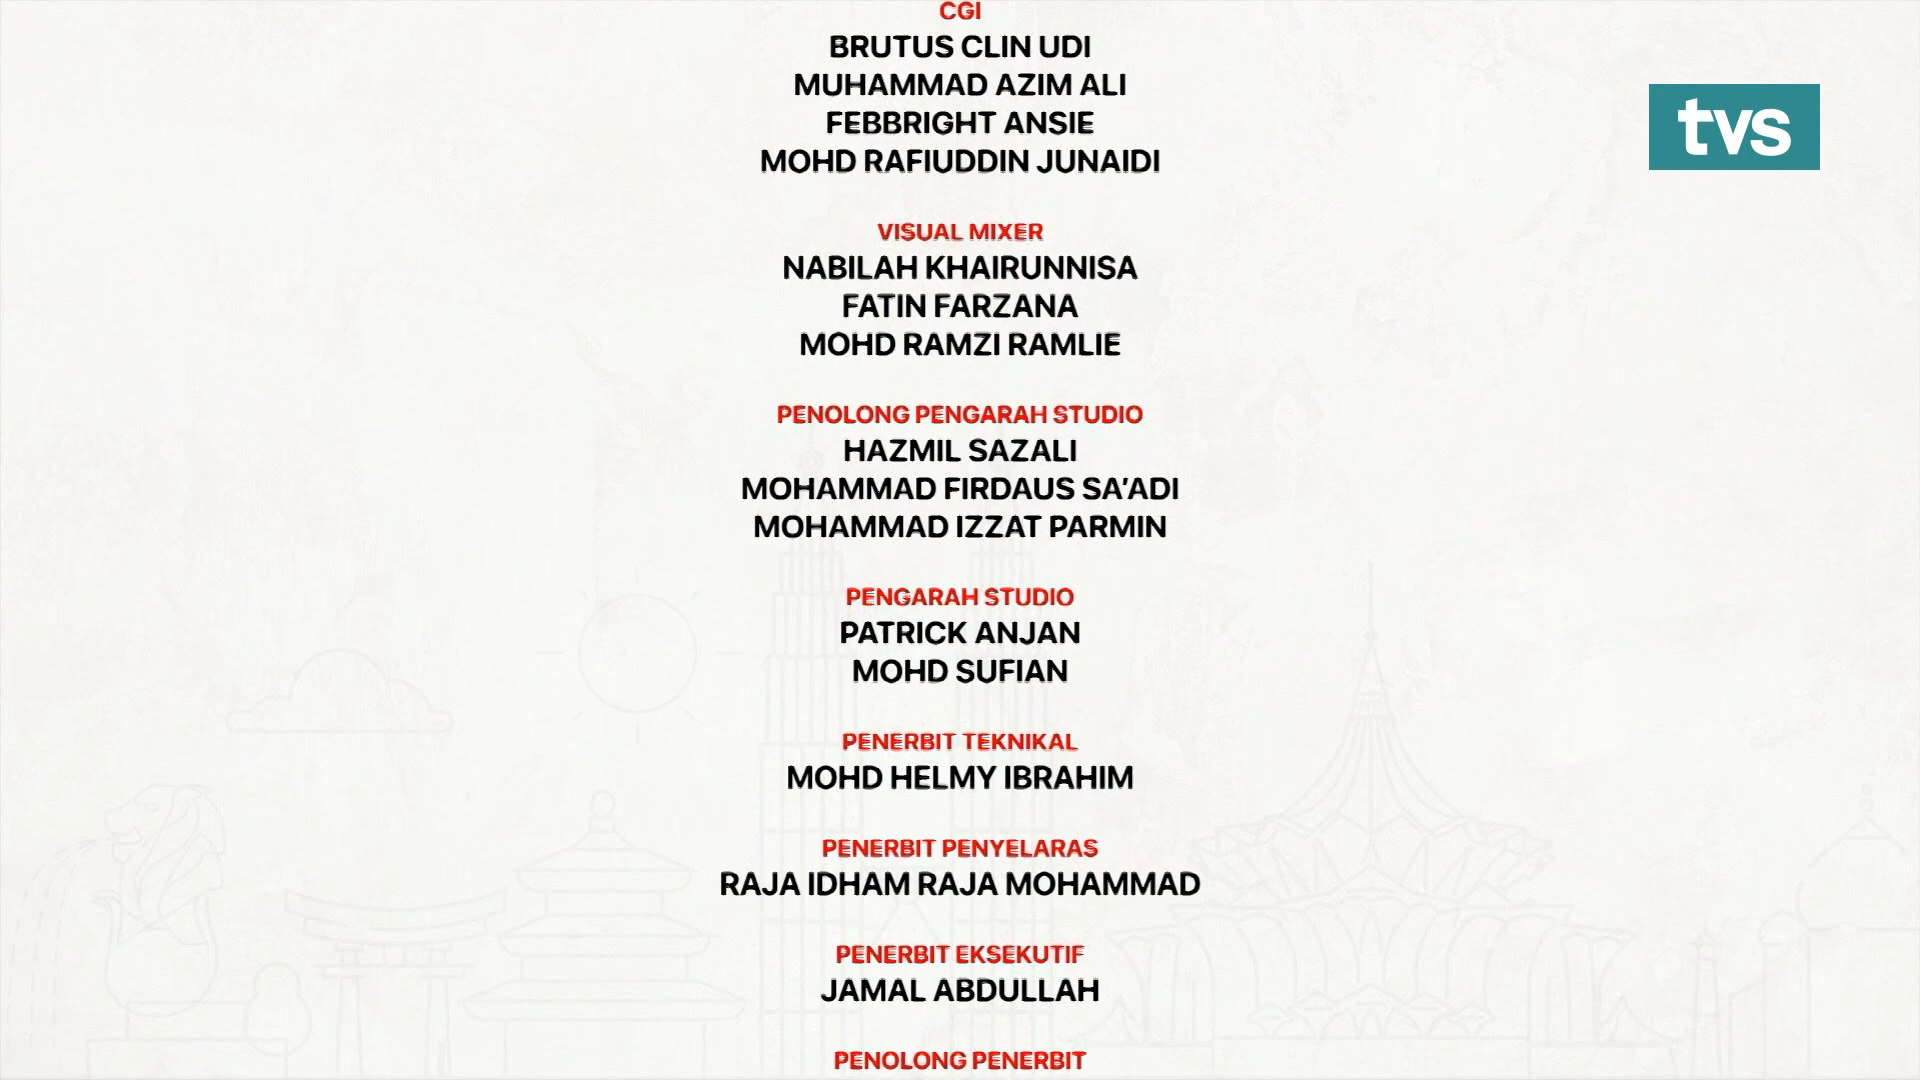 CGI
BRUTUS CLIN UDI
MUHAMMAD AZIM ALI
FEBBRIGHT ANSIE
MOHD RAFIUDDIN JUNAIDI
tvs
VISUAL MIXER
NABILAH KHAIRUNNISA
FATIN FARZANA
MOHD RAMZI RAMLIE
PENOLONG PENGARAH STUDIO
HAZMIL SAZALI
MOHAMMAD FIRDAUS SA'ADI
MOHAMMAD IZZAT PARMIN
PENGARAH STUDIO
PATRICK ANJAN
MOHD SUFIAN
PENERBIT TEKNIKAL
MOHD HELMY IBRAHIM
PENERBIT PENYELARAS
RAJA IDHAM RAJA MOHAMMAD
PENERBIT EKSEKUTIF
JAMAL ABDULLAH
PENOLONG PENERBIT